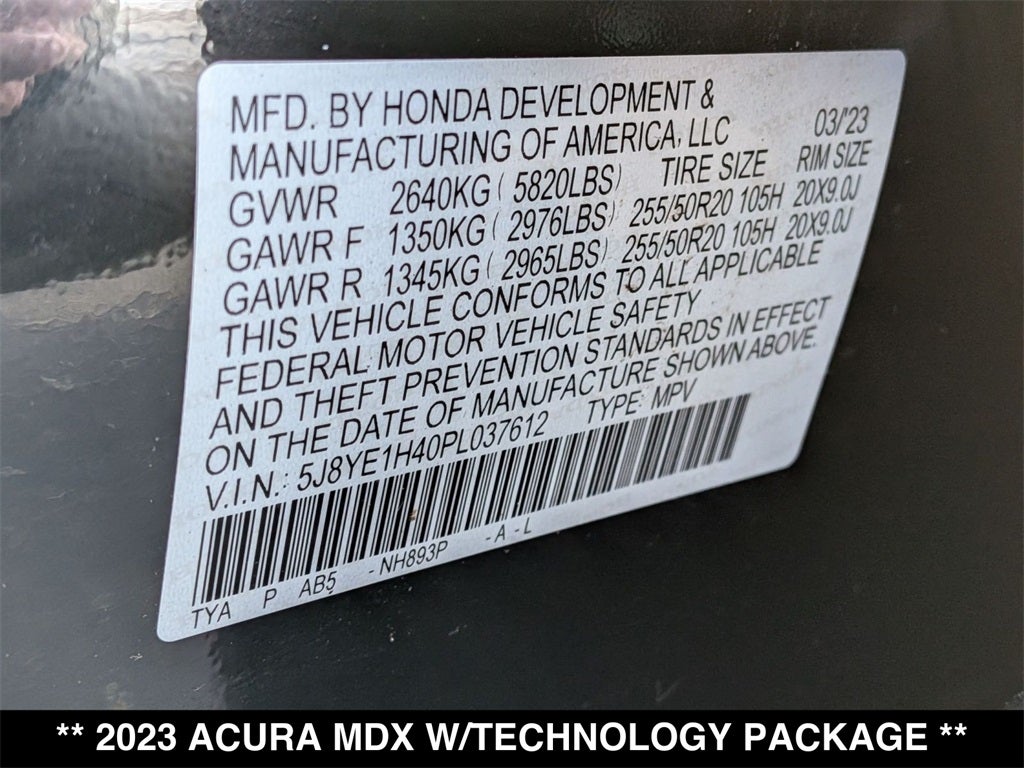 MFD. BY HONDA DEVELOPMENT &
MANUFACTURING OF AMERICA, LLC 03/'23
GVWR 2640KG ( 5820LBS) TIRE SIZE RIM SIZE
GAWR F 1350KG ( 2976LBS) 255/50R20 105H 20X9.0J
GAWR R 1345KG ( 2965LBS) 255/50R20 105H 20X9.0J
THIS VEHICLE CONFORMS TO ALL APPLICABLE
FEDERAL MOTOR VEHICLE SAFETY
AND THEFT PREVENTION STANDARDS IN EFFECT
ON THE DATE OF MANUFACTURE SHOWN ABOVE.
V.I.N.: 5J8YE1H40PL037612 TYPE: MPV
TYA P AB5 -NH893P -A -L
** 2023 ACURA MDX W/TECHNOLOGY PACKAGE **